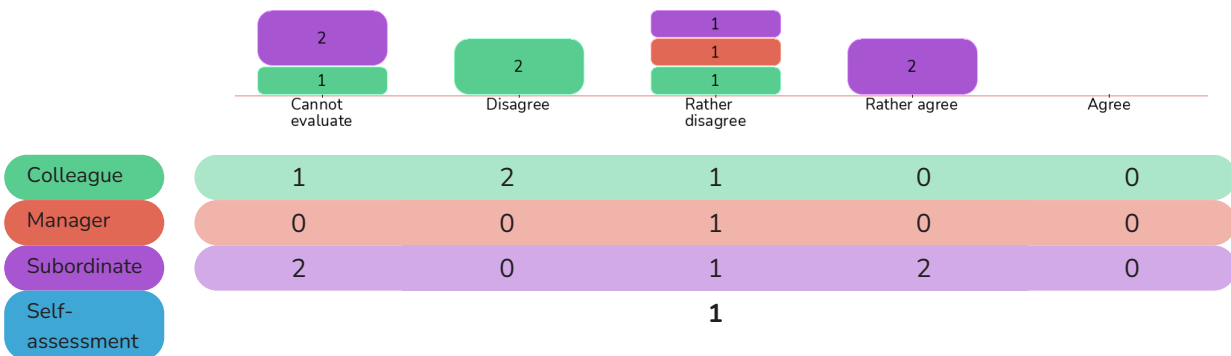 1
2 1 2 2
1 1
Cannot evaluate Disagree Rather disagree Rather agree Agree
Colleague 1 2 1 0 0
Manager 0 0 1 0 0
Subordinate 2 0 1 2 0
Self-assessment 1